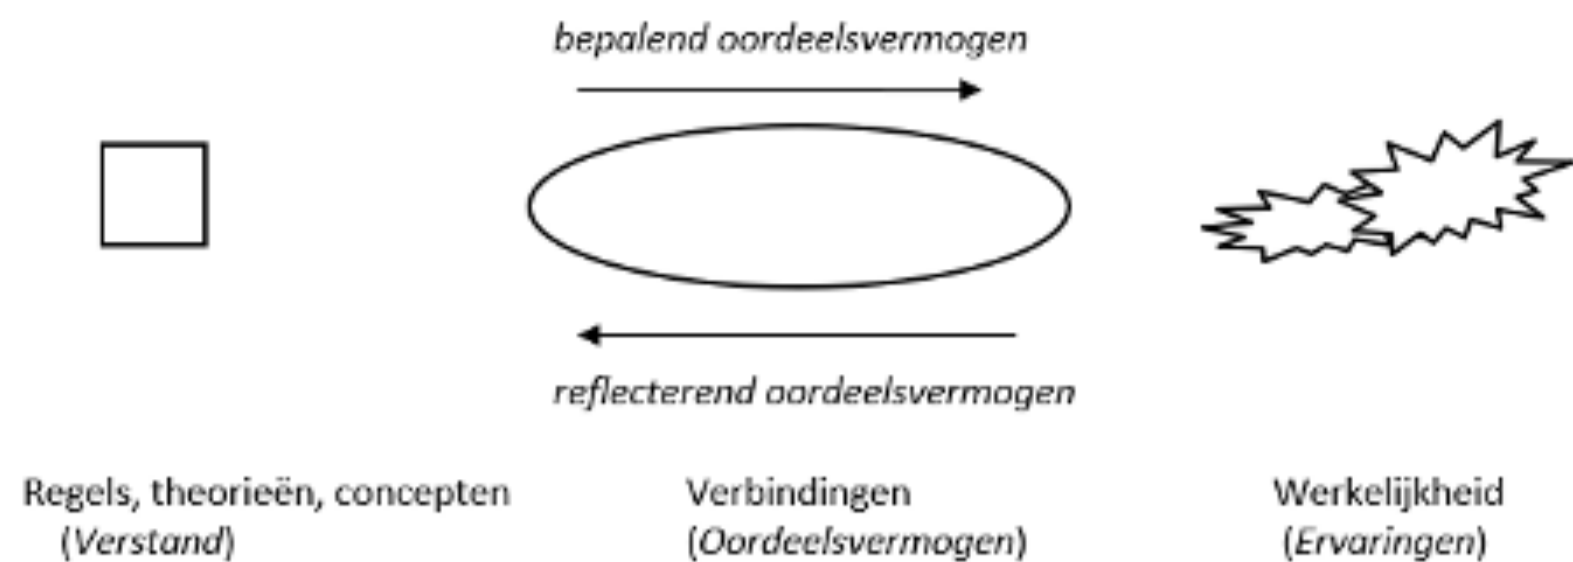 bepalend oordeelsvermogen
reflecterend oordeelsvermogen
Regels, theorieën, concepten
(Verstand)
Verbindingen
(Oordeelsvermogen)
Werkelijkheid
(Ervaringen)